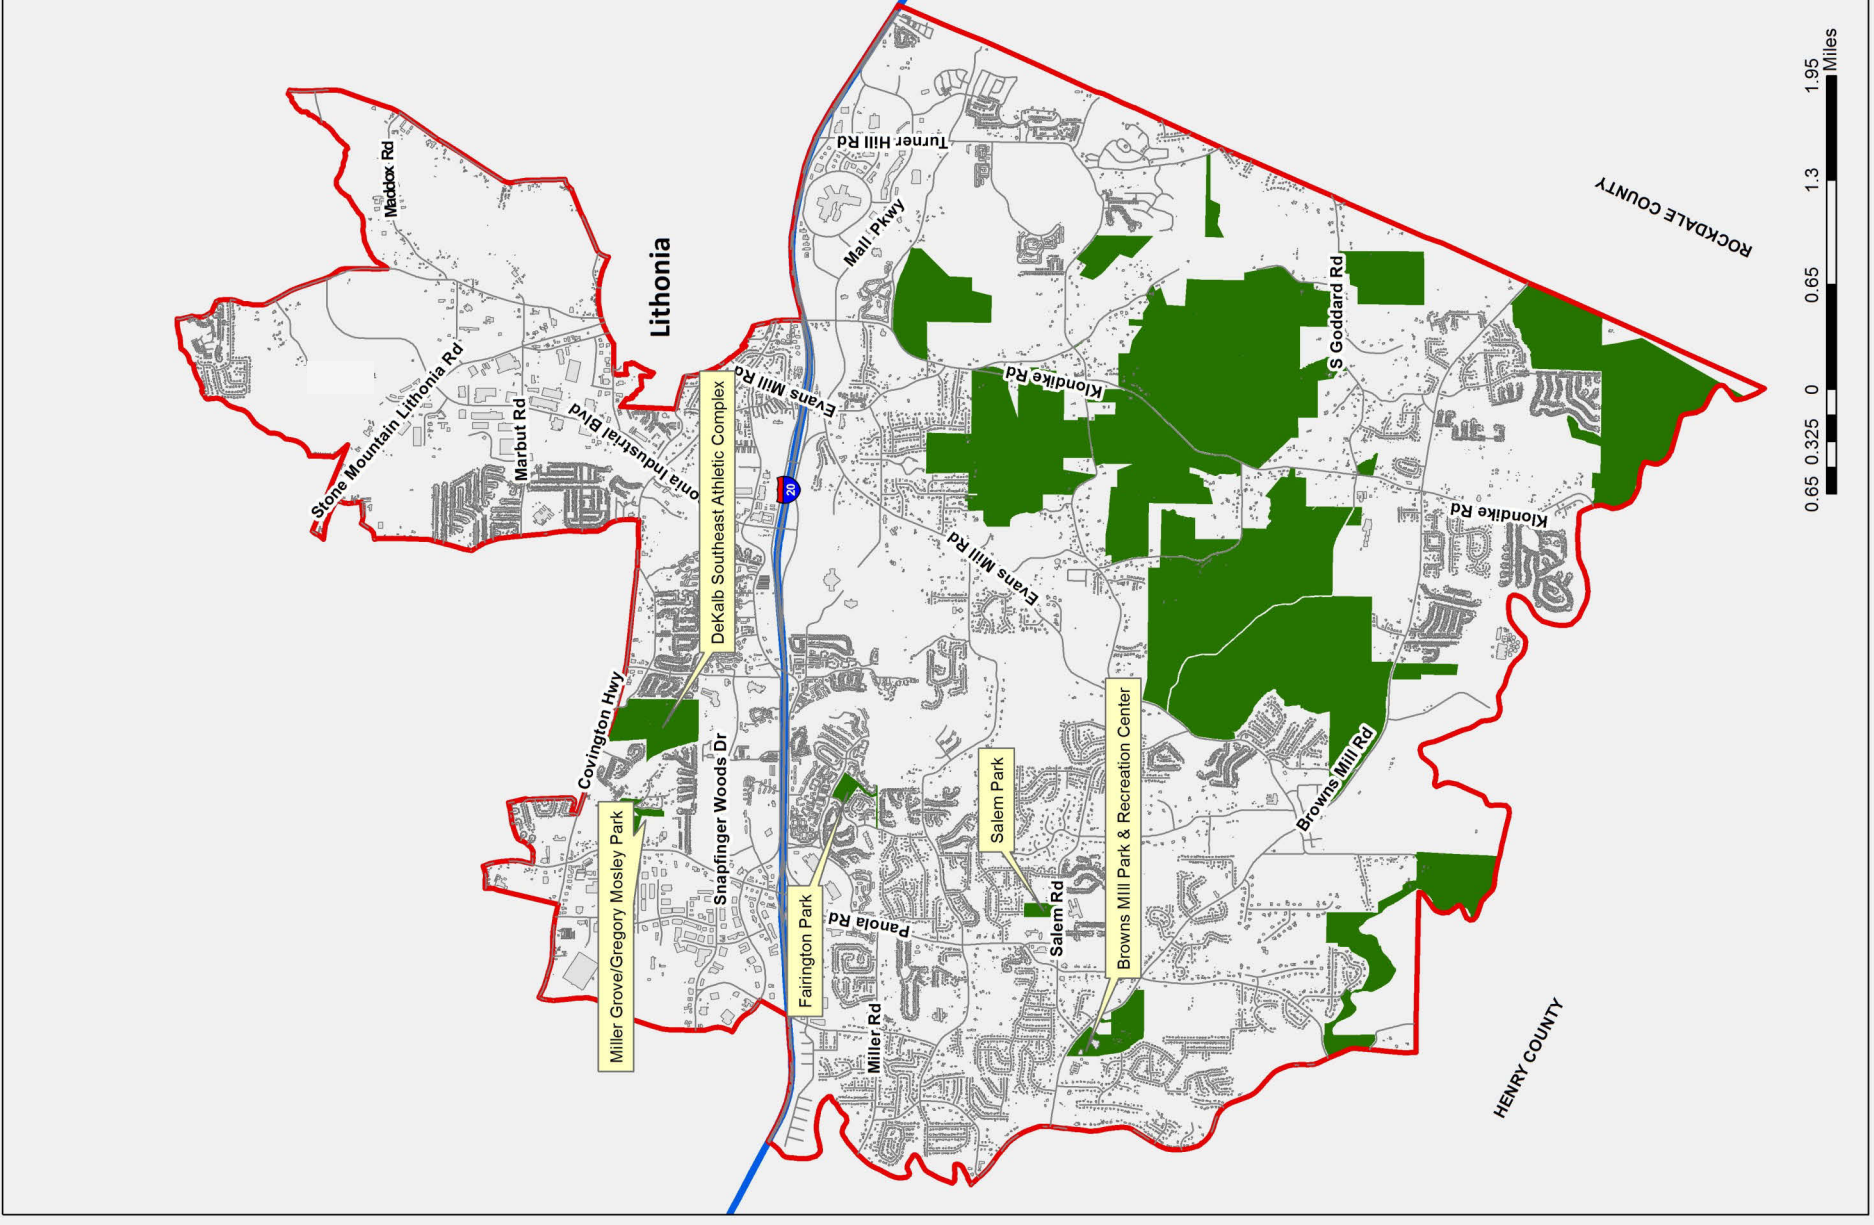 Stone Mountain Lithonia Rd
Maddox Rd
Marbut Rd
Lithonia
onia Industrial Blvd
Covington Hwy
Miller Grove/Gregory Mosley Park
DeKalb Southeast Athletic Complex
Snapfinger Woods Dr
Evans Mill Rd
20
Fairington Park
Panola Rd
Miller Rd
Mall Pkwy
Turner Hill Rd
Evans Mill Rd
Salem Park
Salem Rd
Klondike Rd
Browns MIll Park & Recreation Center
Browns Mill Rd
S Goddard Rd
Klondike Rd
HENRY COUNTY
ROCKDALE COUNTY
0.65 0.325 0 0.65 1.3 1.95
Miles